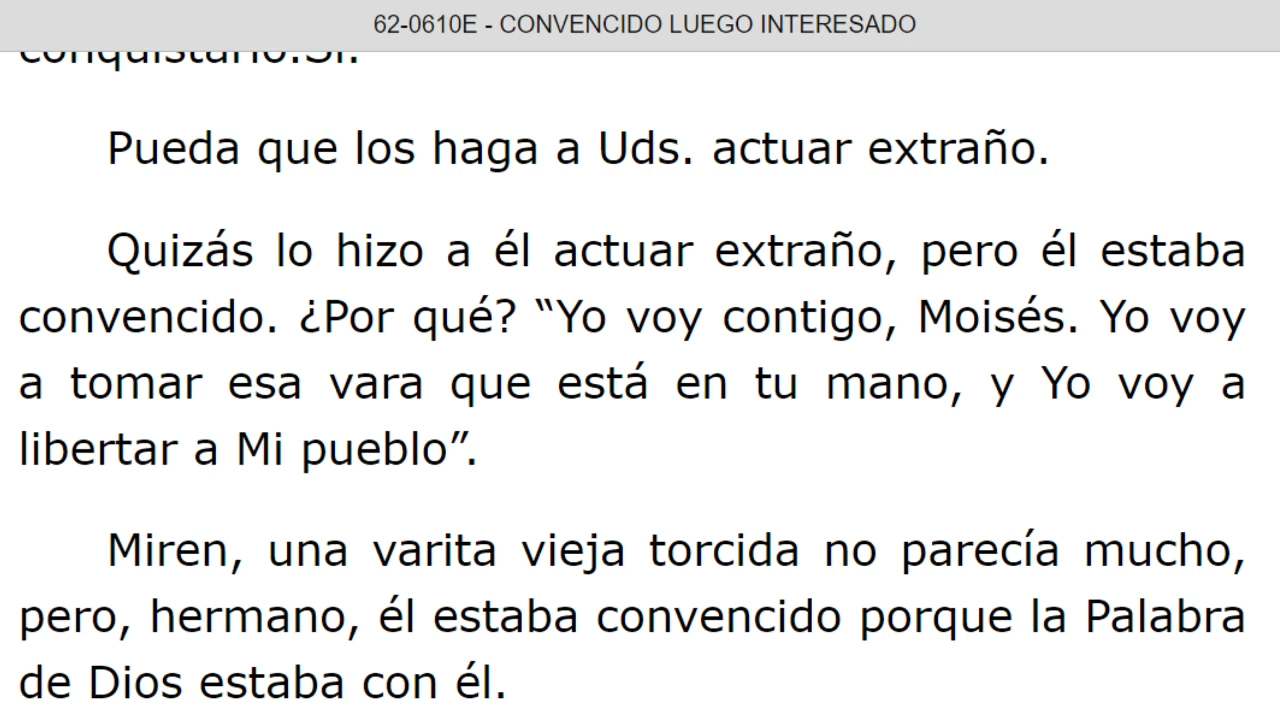 62-0610E - CONVENCIDO LUEGO INTERESADO
conquistarlo.Sí.
Pueda que los haga a Uds. actuar extraño.
Quizás lo hizo a él actuar extraño, pero él estaba
convencido. ¿Por qué? “Yo voy contigo, Moisés. Yo voy
a tomar esa vara que está en tu mano, y Yo voy a
libertar a Mi pueblo”.
Miren, una varita vieja torcida no parecía mucho,
pero, hermano, él estaba convencido porque la Palabra
de Dios estaba con él.